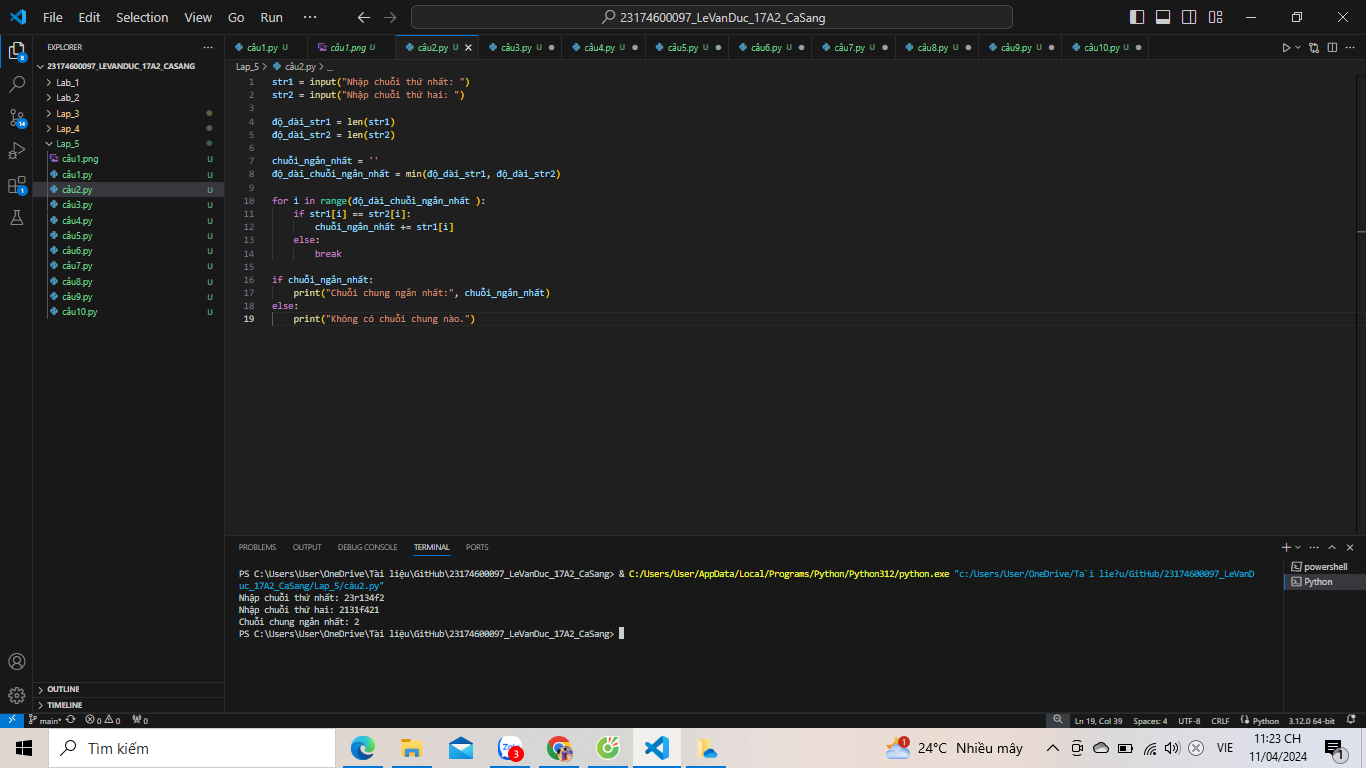 File Edit Selection View Go Run ··· 23174600097_LeVanDuc_17A2_CaSang
EXPLORER ···
câu1.py U câu1.png U câu2.py U câu3.py U câu4.py U câu5.py U câu6.py U câu7.py U câu8.py U câu9.py U câu10.py U
23174600097_LEVANDUC_17A2_CASANG
Lab_1
Lab_2
Lap_3
Lap_4
Lap_5
câu1.png U
câu1.py U
câu2.py U
câu3.py U
câu4.py U
câu5.py U
câu6.py U
câu7.py U
câu8.py U
câu9.py U
câu10.py U
8
14
1
Lap_5 > câu2.py > ...
1 str1 = input("Nhập chuỗi thứ nhất: ")
2 str2 = input("Nhập chuỗi thứ hai: ")
3
4 độ_dài_str1 = len(str1)
5 độ_dài_str2 = len(str2)
6
7 chuỗi_ngắn_nhất = ''
8 độ_dài_chuỗi_ngắn_nhất = min(độ_dài_str1, độ_dài_str2)
9
10 for i in range(độ_dài_chuỗi_ngắn_nhất ):
11 if str1[i] == str2[i]:
12 chuỗi_ngắn_nhất += str1[i]
13 else:
14 break
15
16 if chuỗi_ngắn_nhất:
17 print("Chuỗi chung ngắn nhất:", chuỗi_ngắn_nhất)
18 else:
19 print("Không có chuỗi chung nào.")
PROBLEMS OUTPUT DEBUG CONSOLE TERMINAL PORTS
PS C:\Users\User\OneDrive\Tài liệu\GitHub\23174600097_LeVanDuc_17A2_CaSang> & C:/Users/User/AppData/Local/Programs/Python/Python312/python.exe "c:/Users/User/OneDrive/Ta`i lie?u/GitHub/23174600097_LeVanD
uc_17A2_CaSang/Lap_5/câu2.py"
Nhập chuỗi thứ nhất: 23r134f2
Nhập chuỗi thứ hai: 2131f421
Chuỗi chung ngắn nhất: 2
PS C:\Users\User\OneDrive\Tài liệu\GitHub\23174600097_LeVanDuc_17A2_CaSang>
powershell
Python
OUTLINE
TIMELINE
main* 0 0 0 Ln 19, Col 39 Spaces: 4 UTF-8 CRLF Python 3.12.0 64-bit
Tìm kiếm Zalo 3 1 24°C Nhiều mây VIE 11:23 CH
11/04/2024 1